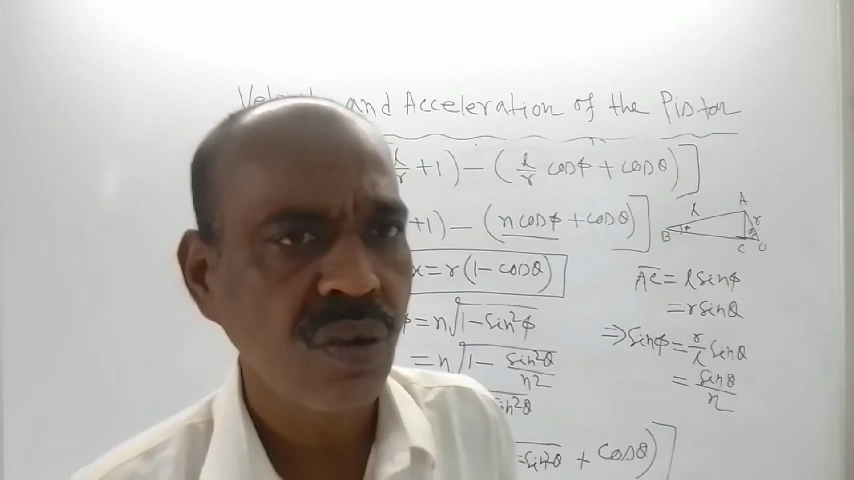 and Acceleration of the Piston
l/r + 1) - (l/r cosφ + cosθ)]
+1) - (n cosφ + cosθ)]
x = r(1 - cosθ)
φ = n√1 - sin²φ
= n√1 - sin²θ/n²
sin²θ
- sin²θ + cosθ)]
A
l
r
B
φ
θ
C
O
AC = l sinφ
= r sinθ
⇒ sinφ = r/l sinθ
= sinθ/n